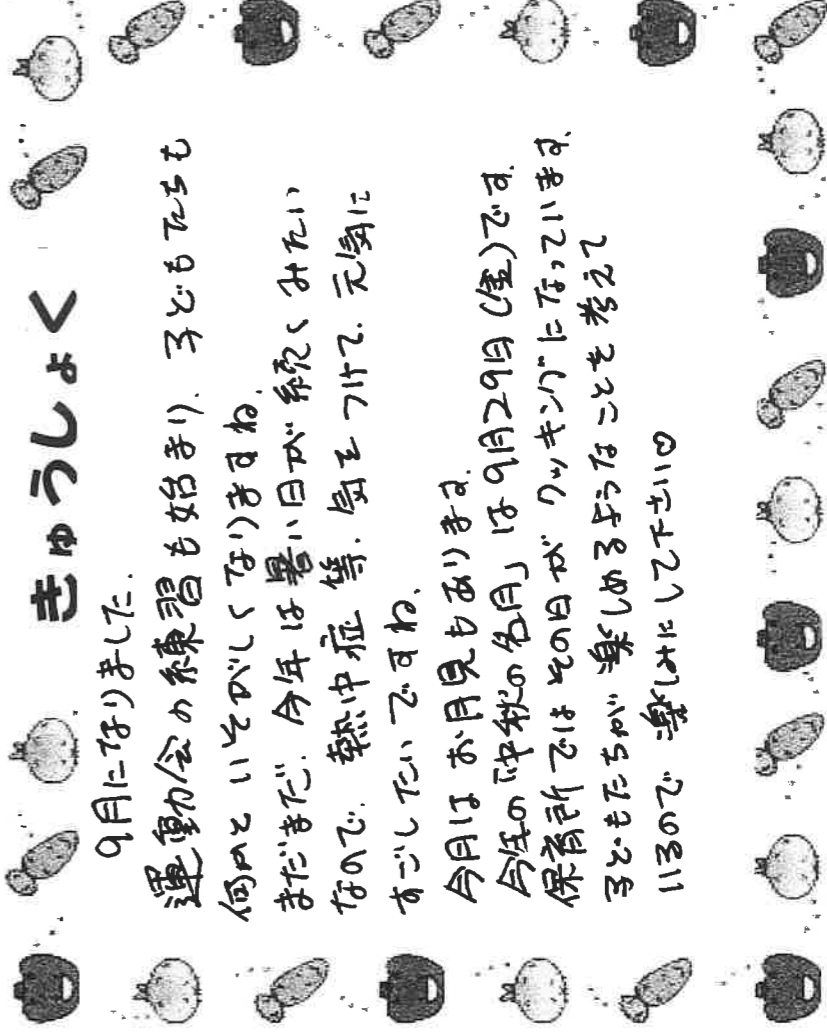 きゅうしょく
9月になりました.
運動会の練習も始まり. 子どもたちも
何かといそがしくなりますね.
まだまだ. 今年は暑い日が続くみたい
なので. 熱中症等. 気をつけて. 元気に
すごしたいですね.
今月はお月見もあります.
今年の「中秋の名月」は9月29日(金)です.
保育所ではその日がクッキングになっています.
子どもたちが楽しめるようなことを考えて
いるので楽しみにして下さい♡